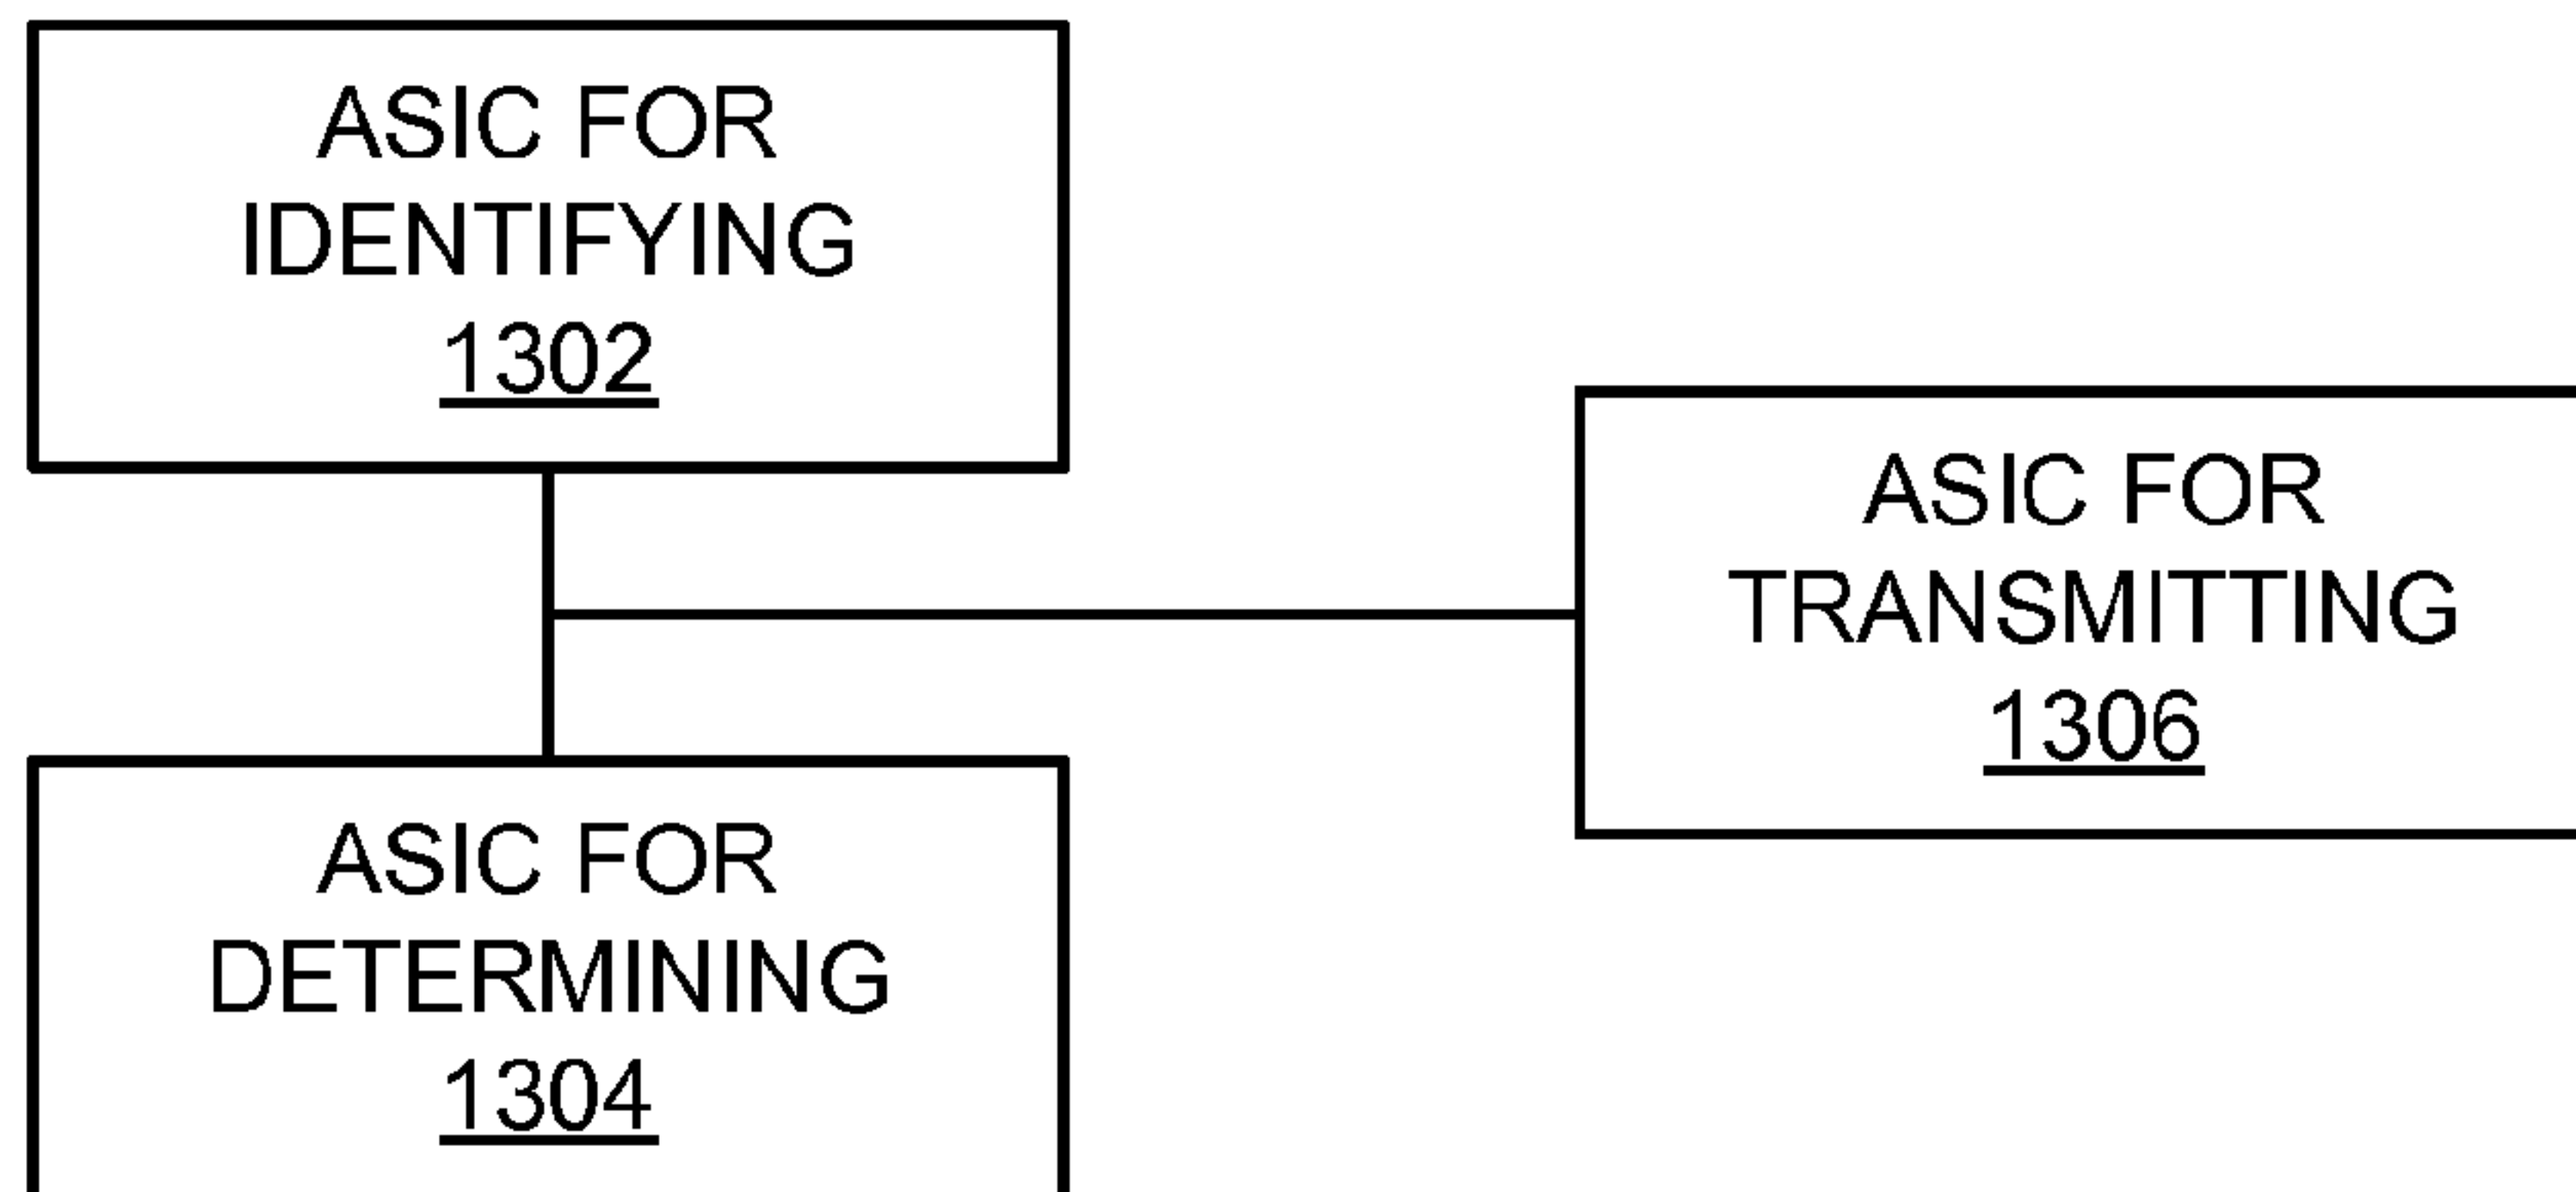 ASIC FOR
IDENTIFYING
1302
ASIC FOR
TRANSMITTING
1306
ASIC FOR
DETERMINING
1304